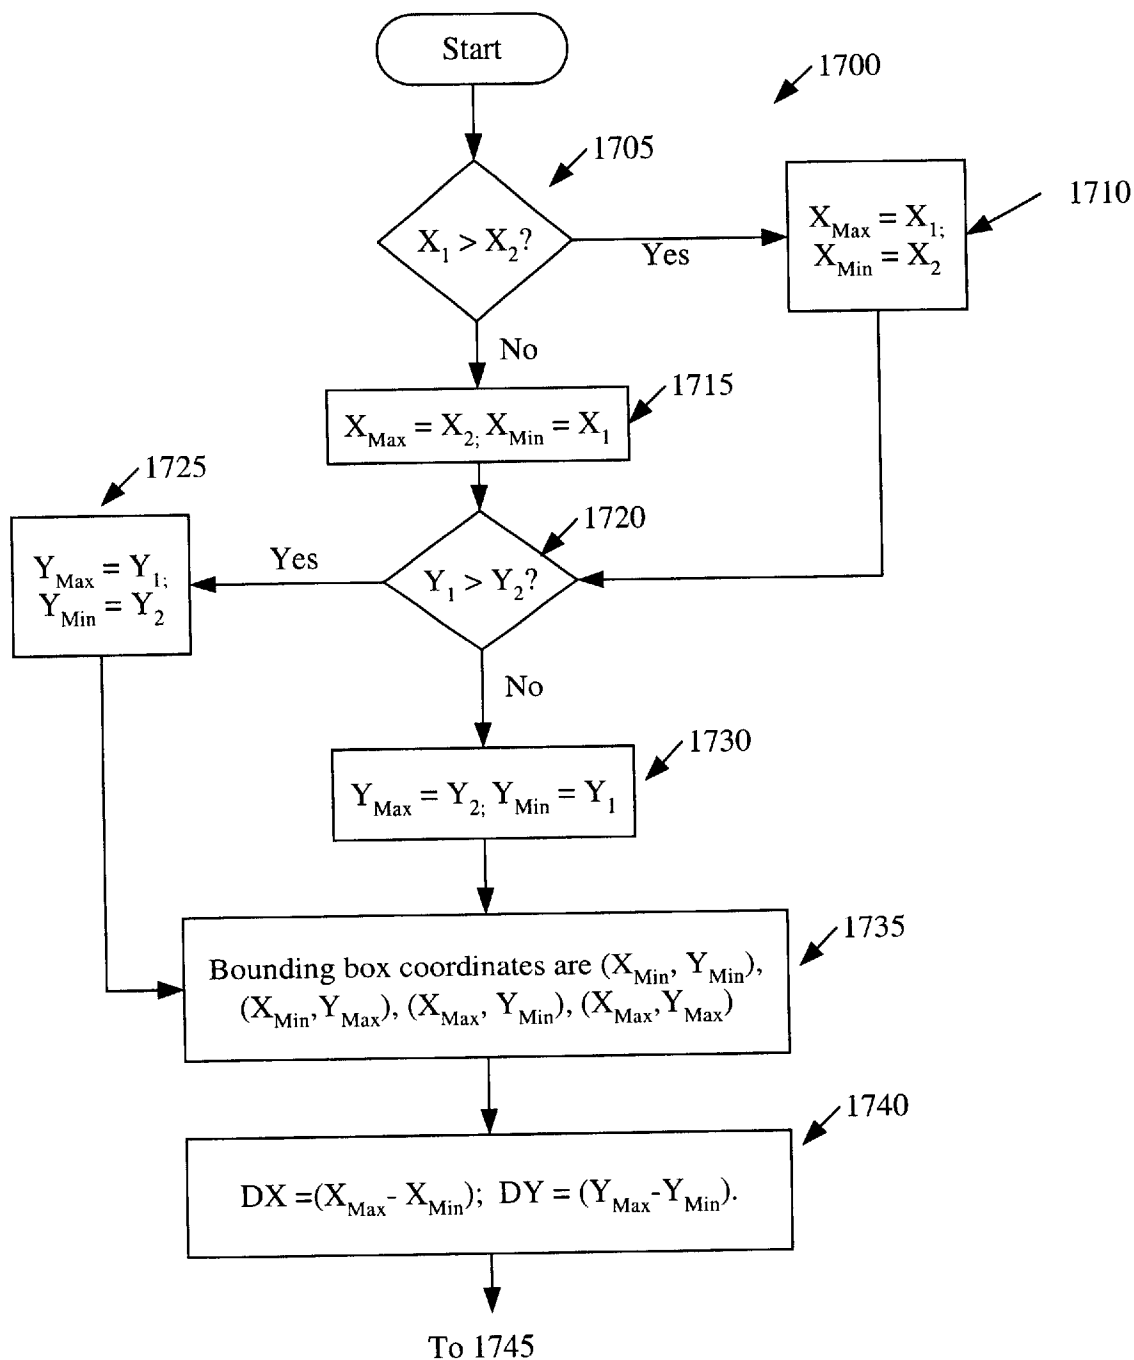 Start
1700
1705
1710
X₁ > X₂?
Yes
X_Max = X₁;
X_Min = X₂
No
1715
X_Max = X₂; X_Min = X₁
1725
1720
Y_Max = Y₁;
Y_Min = Y₂
Yes
Y₁ > Y₂?
No
1730
Y_Max = Y₂; Y_Min = Y₁
1735
Bounding box coordinates are (X_Min, Y_Min),
(X_Min,Y_Max), (X_Max, Y_Min), (X_Max,Y_Max)
1740
DX =(X_Max- X_Min); DY = (Y_Max-Y_Min).
To 1745